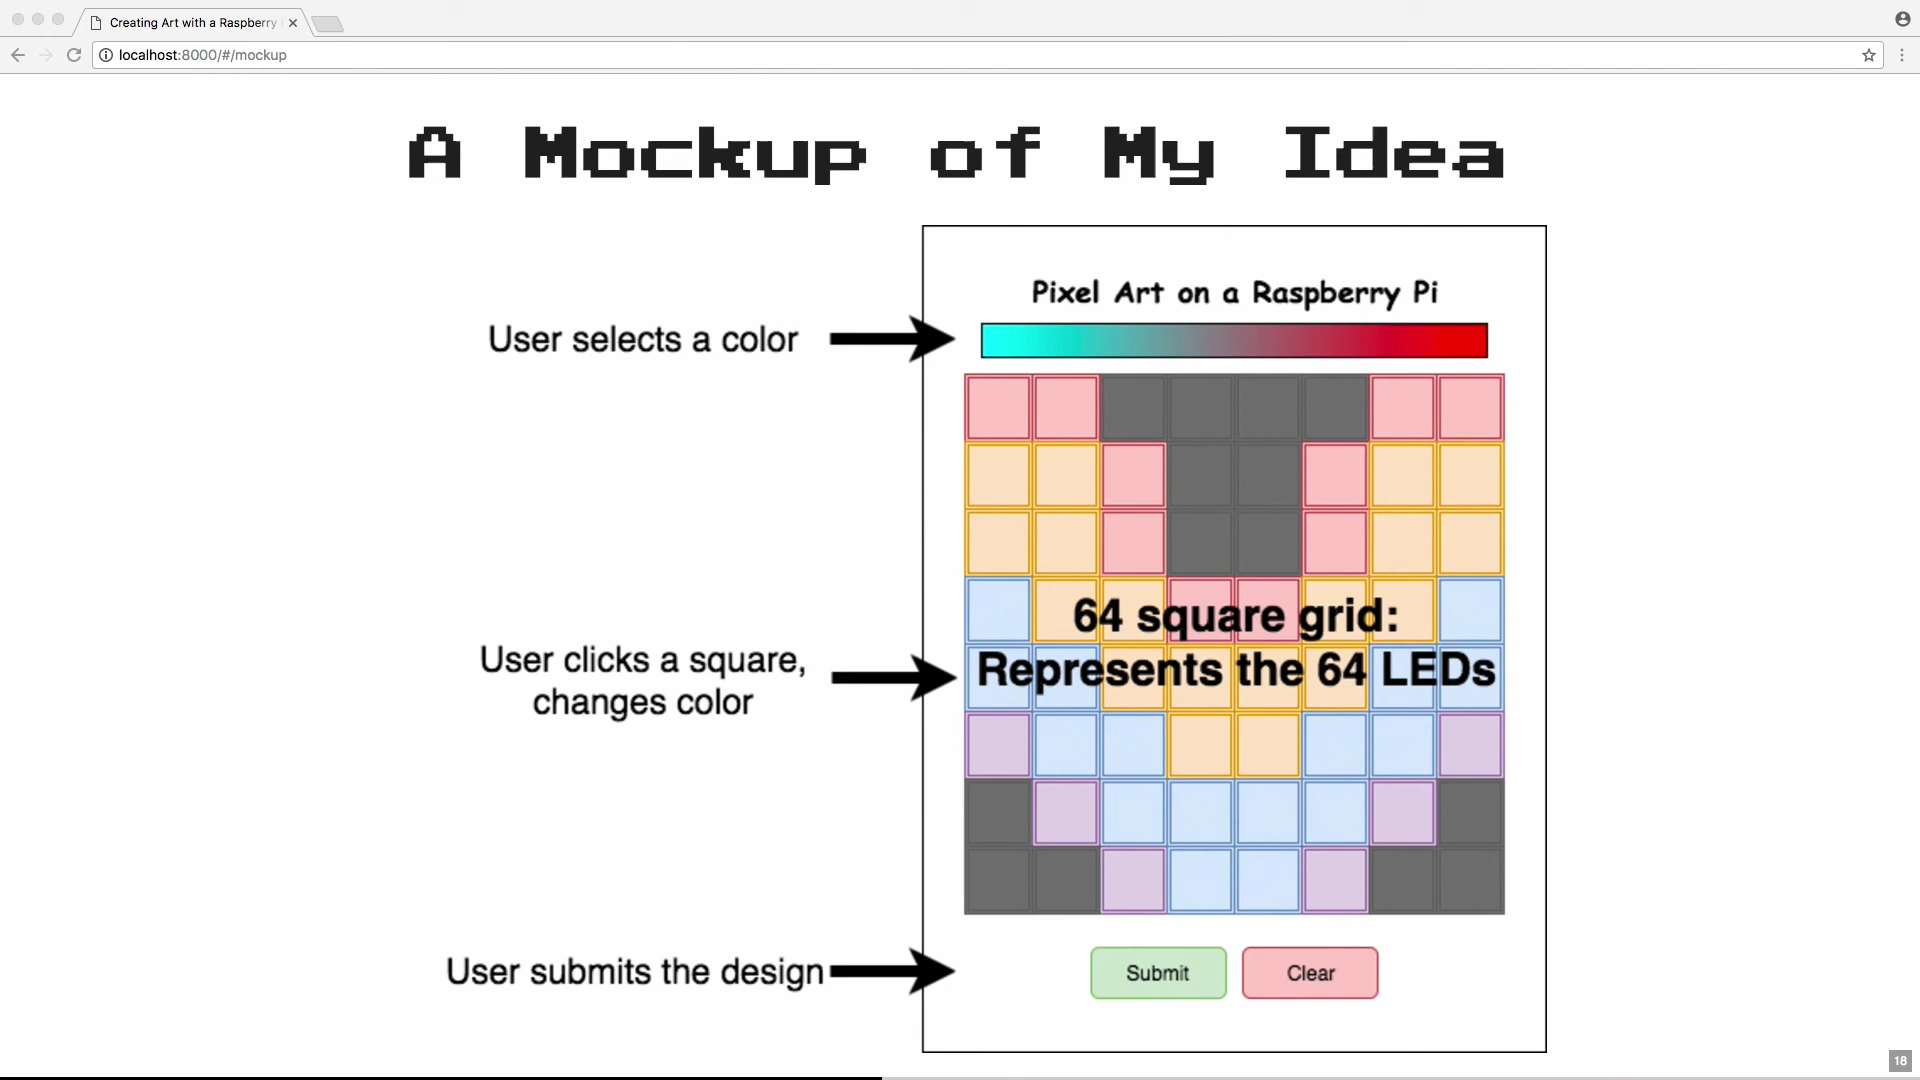 Creating Art with a Raspberry
localhost:8000/#/mockup
A Mockup of My Idea
Pixel Art on a Raspberry Pi
User selects a color
64 square grid:
Represents the 64 LEDs
User clicks a square,
changes color
User submits the design
Submit
Clear
18